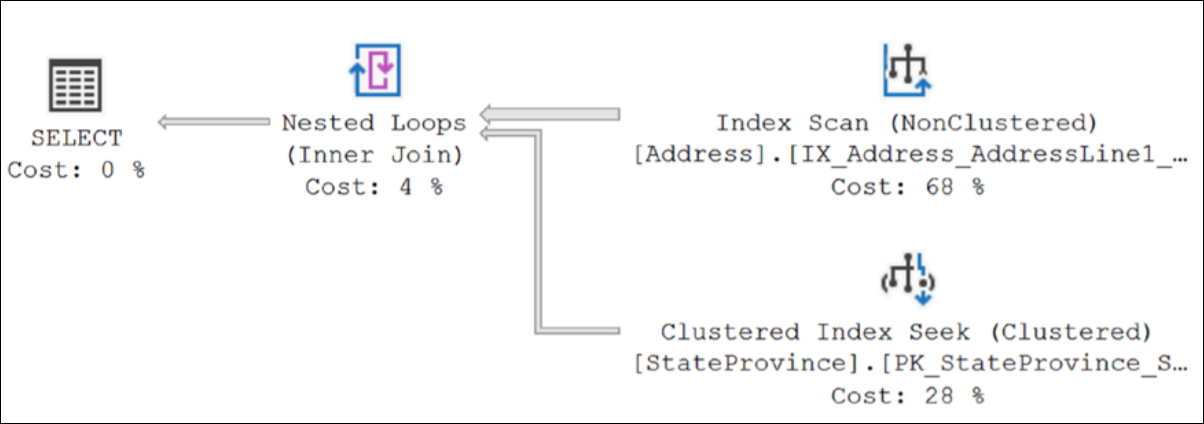 SELECT
Cost: 0 %
Nested Loops
(Inner Join)
Cost: 4 %
Index Scan (NonClustered)
[Address].[IX_Address_AddressLine1_…
Cost: 68 %
Clustered Index Seek (Clustered)
[StateProvince].[PK_StateProvince_S…
Cost: 28 %